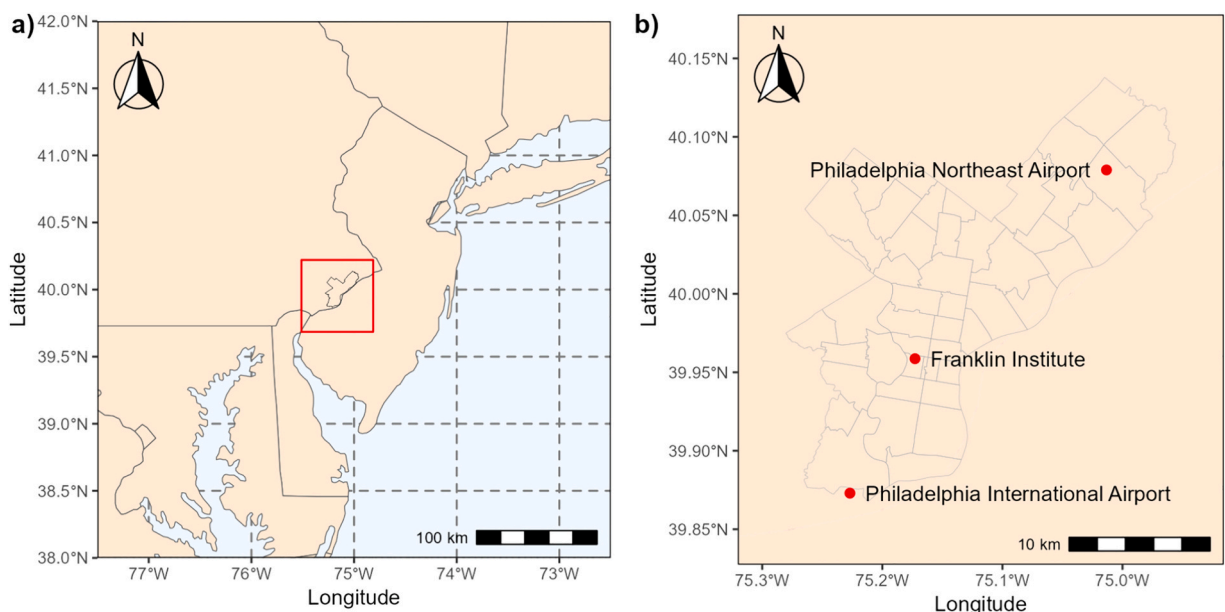 a)
N
42.0°N
41.5°N
41.0°N
40.5°N
40.0°N
39.5°N
39.0°N
38.5°N
38.0°N
Latitude
100 km
77°W 76°W 75°W 74°W 73°W
Longitude
b)
N
40.15°N
40.10°N
40.05°N
40.00°N
39.95°N
39.90°N
39.85°N
Latitude
Philadelphia Northeast Airport
Franklin Institute
Philadelphia International Airport
10 km
75.3°W 75.2°W 75.1°W 75.0°W
Longitude